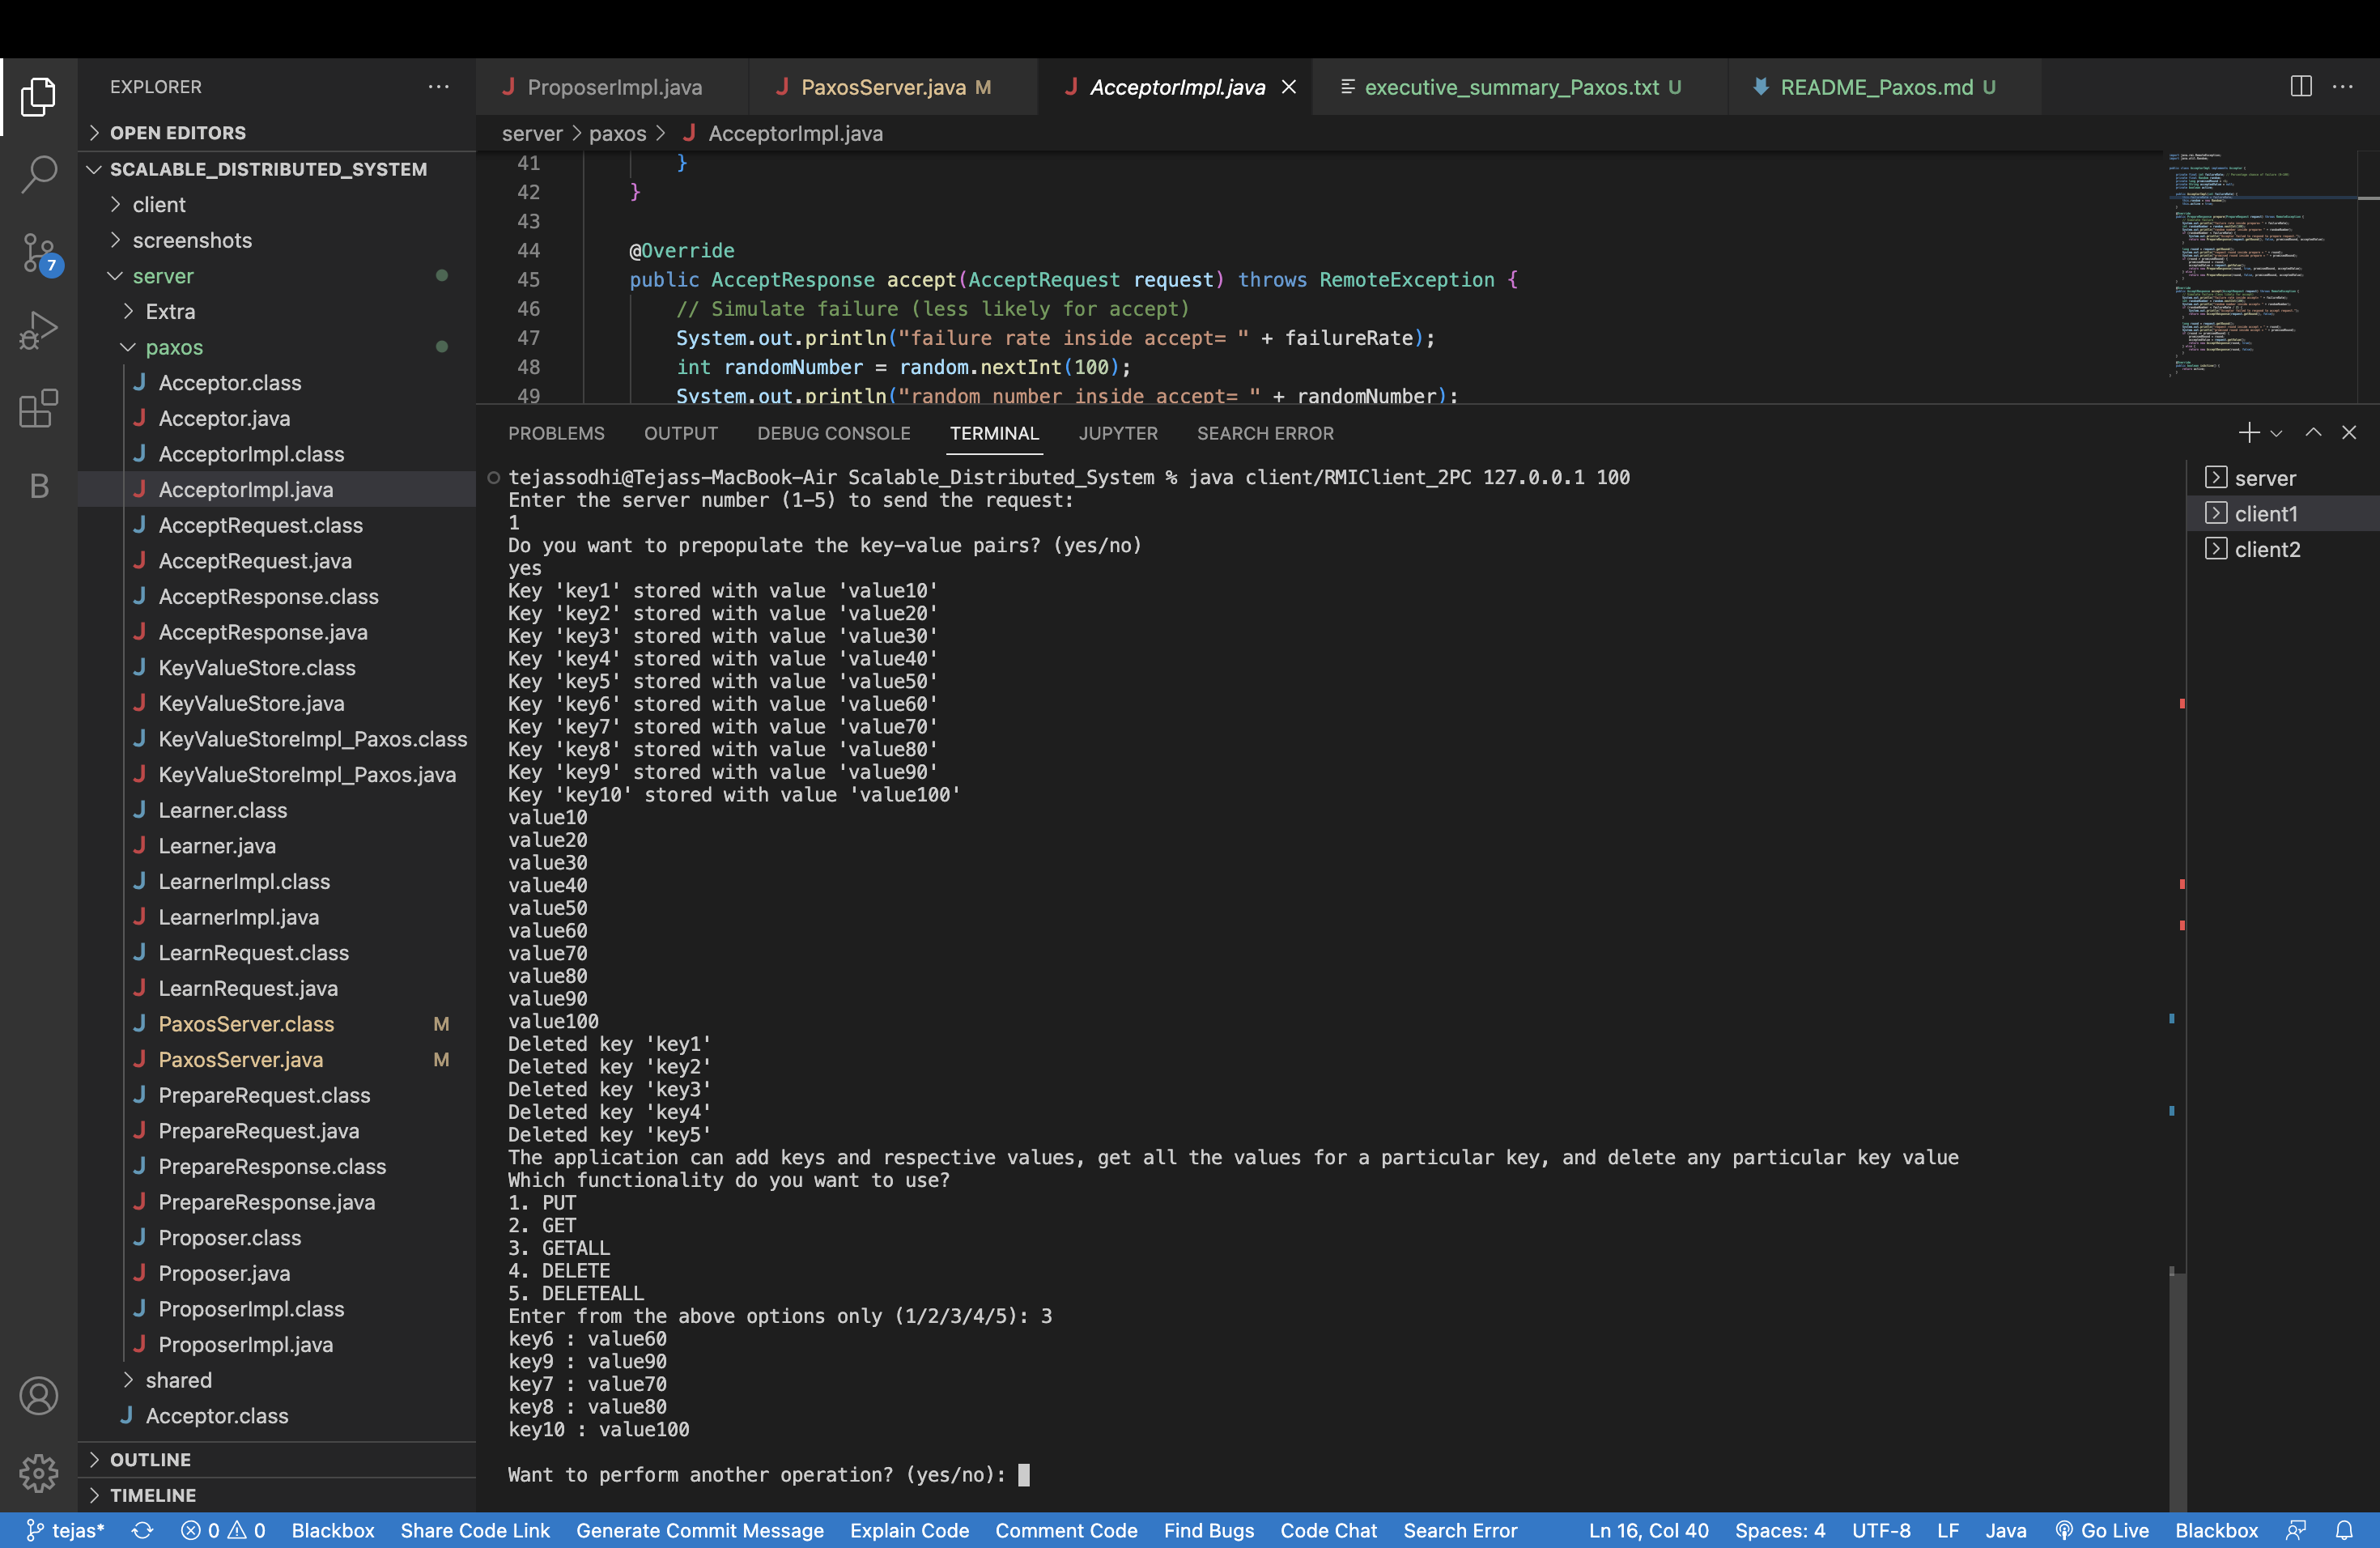 EXPLORER
OPEN EDITORS
SCALABLE_DISTRIBUTED_SYSTEM
client
screenshots
server
Extra
paxos
J Acceptor.class
J Acceptor.java
J AcceptorImpl.class
J AcceptorImpl.java
J AcceptRequest.class
J AcceptRequest.java
J AcceptResponse.class
J AcceptResponse.java
J KeyValueStore.class
J KeyValueStore.java
J KeyValueStoreImpl_Paxos.class
J KeyValueStoreImpl_Paxos.java
J Learner.class
J Learner.java
J LearnerImpl.class
J LearnerImpl.java
J LearnRequest.class
J LearnRequest.java
J PaxosServer.class M
J PaxosServer.java M
J PrepareRequest.class
J PrepareRequest.java
J PrepareResponse.class
J PrepareResponse.java
J Proposer.class
J Proposer.java
J ProposerImpl.class
J ProposerImpl.java
shared
J Acceptor.class
OUTLINE
TIMELINE
7
B
J ProposerImpl.java J PaxosServer.java M J AcceptorImpl.java executive_summary_Paxos.txt U README_Paxos.md U
server > paxos > J AcceptorImpl.java
41 }
42 }
43
44 @Override
45 public AcceptResponse accept(AcceptRequest request) throws RemoteException {
46 // Simulate failure (less likely for accept)
47 System.out.println("failure rate inside accept= " + failureRate);
48 int randomNumber = random.nextInt(100);
49 System.out.println("random number inside accept= " + randomNumber);
PROBLEMS OUTPUT DEBUG CONSOLE TERMINAL JUPYTER SEARCH ERROR
tejassodhi@Tejass-MacBook-Air Scalable_Distributed_System % java client/RMIClient_2PC 127.0.0.1 100
Enter the server number (1-5) to send the request:
1
Do you want to prepopulate the key-value pairs? (yes/no)
yes
Key 'key1' stored with value 'value10'
Key 'key2' stored with value 'value20'
Key 'key3' stored with value 'value30'
Key 'key4' stored with value 'value40'
Key 'key5' stored with value 'value50'
Key 'key6' stored with value 'value60'
Key 'key7' stored with value 'value70'
Key 'key8' stored with value 'value80'
Key 'key9' stored with value 'value90'
Key 'key10' stored with value 'value100'
value10
value20
value30
value40
value50
value60
value70
value80
value90
value100
Deleted key 'key1'
Deleted key 'key2'
Deleted key 'key3'
Deleted key 'key4'
Deleted key 'key5'
The application can add keys and respective values, get all the values for a particular key, and delete any particular key value
Which functionality do you want to use?
1. PUT
2. GET
3. GETALL
4. DELETE
5. DELETEALL
Enter from the above options only (1/2/3/4/5): 3
key6 : value60
key9 : value90
key7 : value70
key8 : value80
key10 : value100
Want to perform another operation? (yes/no):
server
client1
client2
tejas* 0 0 Blackbox Share Code Link Generate Commit Message Explain Code Comment Code Find Bugs Code Chat Search Error Ln 16, Col 40 Spaces: 4 UTF-8 LF Java Go Live Blackbox